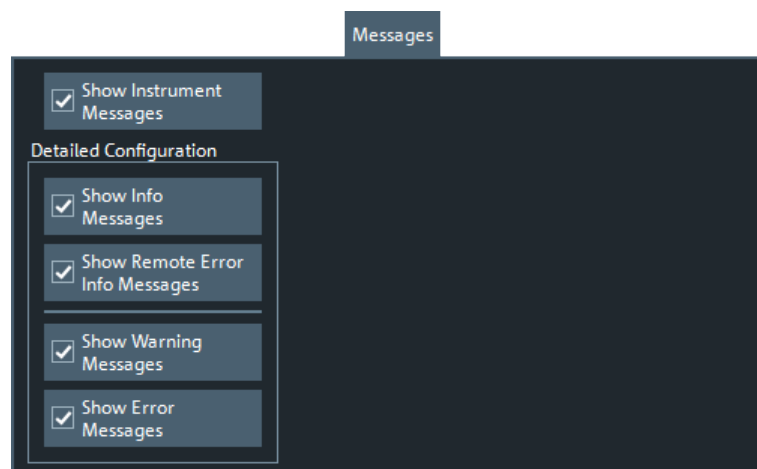 Messages
Show Instrument
Messages
Detailed Configuration
Show Info
Messages
Show Remote Error
Info Messages
Show Warning
Messages
Show Error
Messages